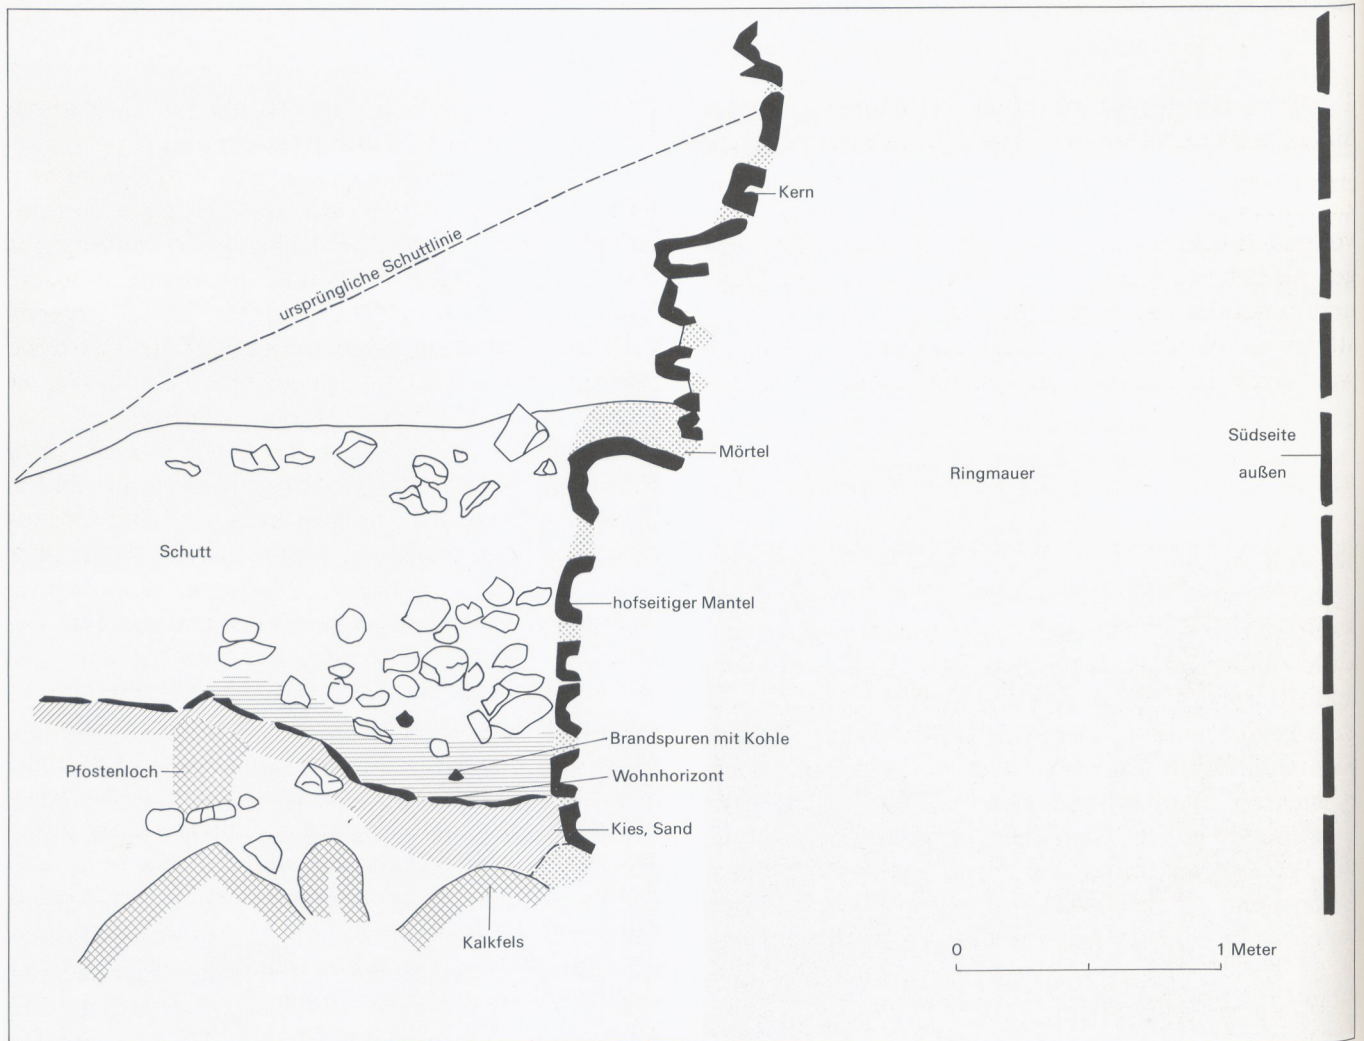 Kern
ursprüngliche Schuttlinie
Südseite
außen
Mörtel
Ringmauer
Schutt
hofseitiger Mantel
Brandspuren mit Kohle
Pfostenloch
Wohnhorizont
Kies, Sand
Kalkfels
0 1 Meter